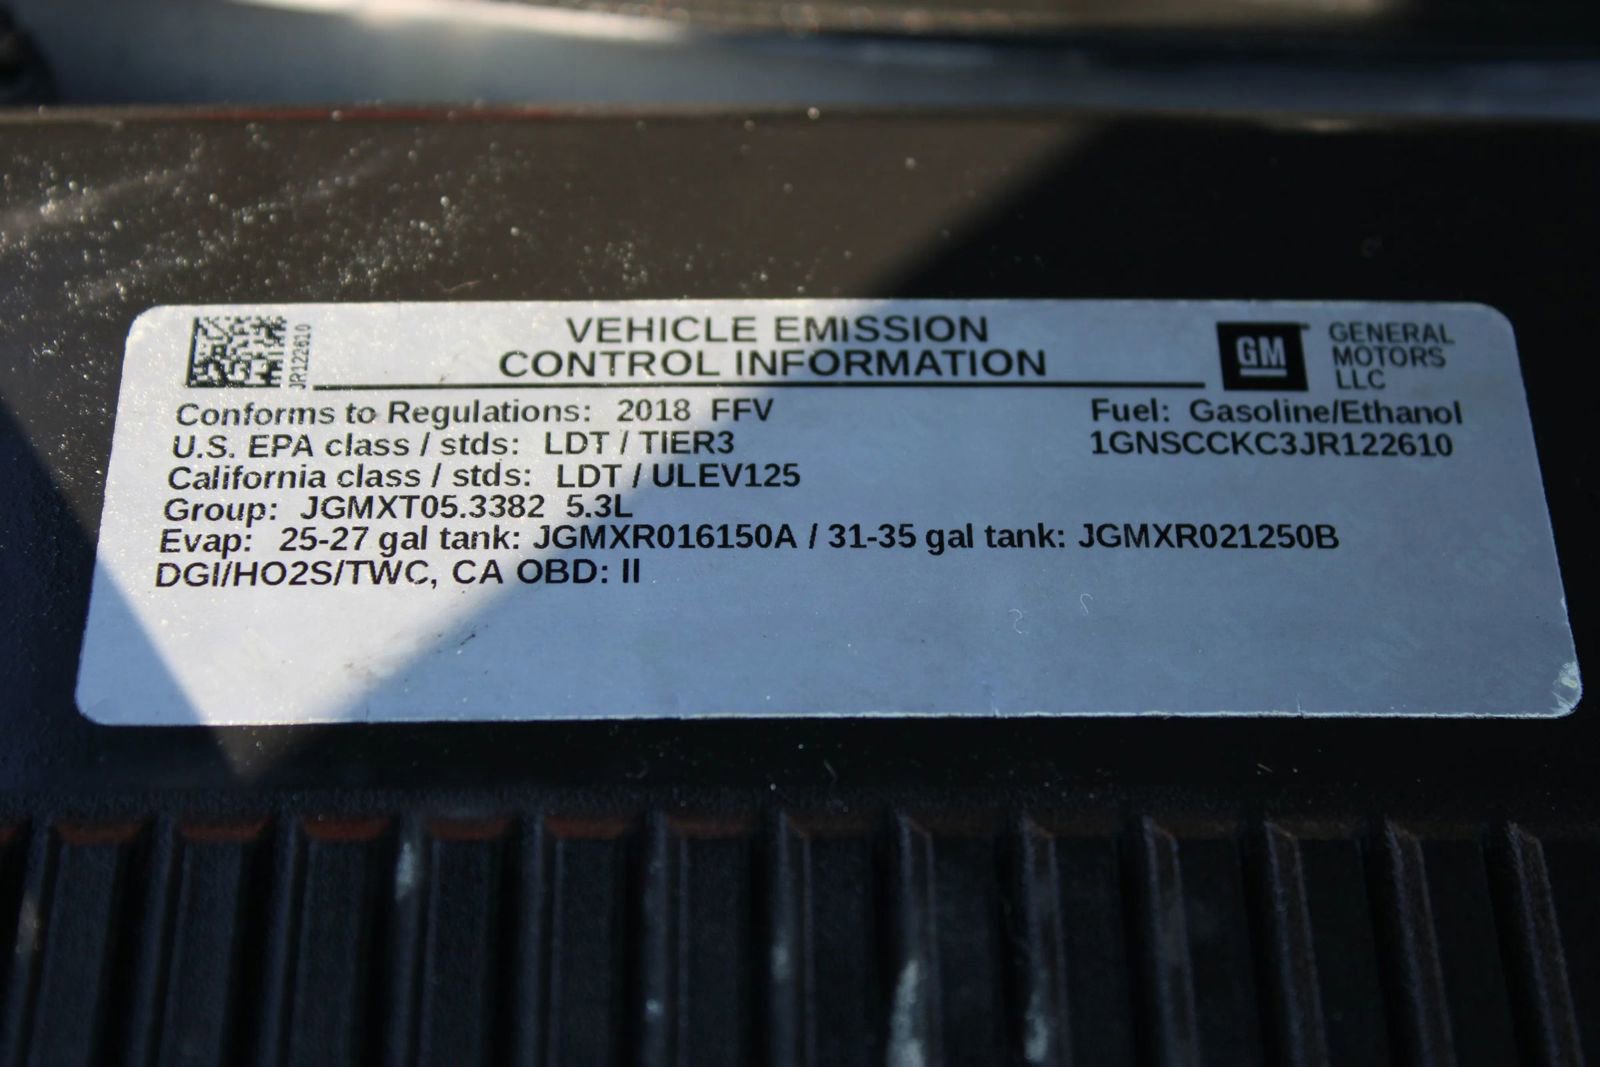 JR122610
VEHICLE EMISSION
CONTROL INFORMATION
GM
GENERAL
MOTORS
LLC
Conforms to Regulations: 2018 FFV
Fuel: Gasoline/Ethanol
U.S. EPA class / stds: LDT / TIER3
1GNSCCKC3JR122610
California class / stds: LDT / ULEV125
Group: JGMXT05.3382 5.3L
Evap: 25-27 gal tank: JGMXR016150A / 31-35 gal tank: JGMXR021250B
DGI/HO2S/TWC, CA OBD: II